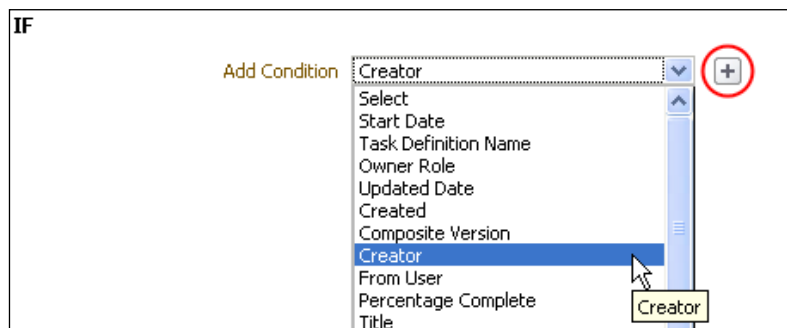 IF
Add Condition Creator
Select
Start Date
Task Definition Name
Owner Role
Updated Date
Created
Composite Version
Creator
From User
Percentage Complete
Creator
Title